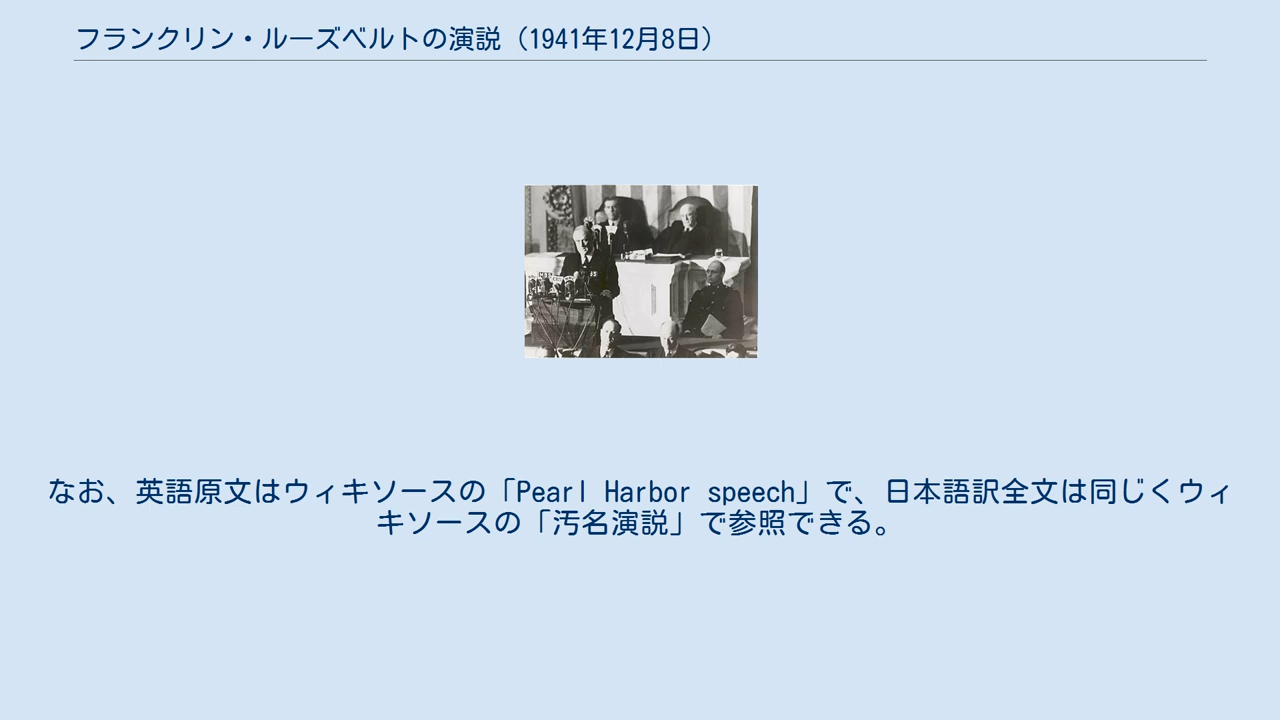 フランクリン・ルーズベルトの演説（1941年12月8日）
なお、英語原文はウィキソースの「Pearl Harbor speech」で、日本語訳全文は同じくウィ
キソースの「汚名演説」で参照できる。